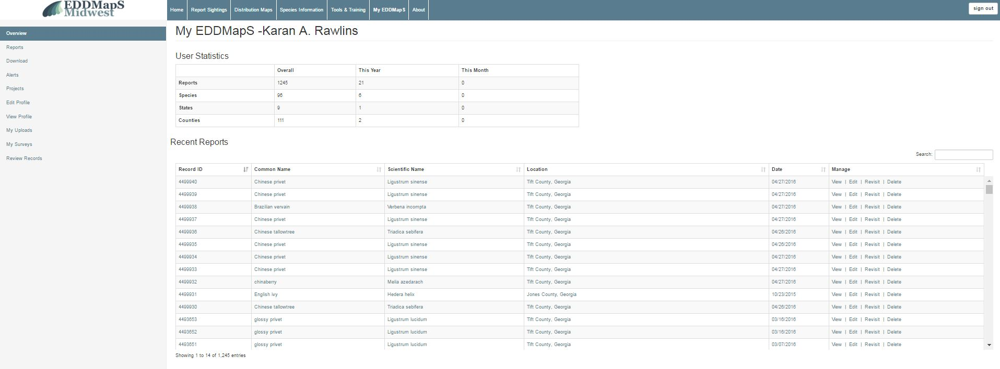 EDDMapS
Midwest
Home Report Sightings Distribution Maps Species Information Tools & Training My EDDMapS About
sign out
Overview
Reports
Download
Alerts
Projects
Edit Profile
View Profile
My Uploads
My Surveys
Review Records
My EDDMapS -Karan A. Rawlins
User Statistics
Overall This Year This Month
Reports 1245 21 0
Species 96 6 0
States 9 1 0
Counties 111 2 0
Recent Reports
Search:
Record ID Common Name Scientific Name Location Date Manage
4499940 Chinese privet Ligustrum sinense Tift County, Georgia 04/27/2016 View | Edit | Revisit | Delete
4499939 Chinese privet Ligustrum sinense Tift County, Georgia 04/27/2016 View | Edit | Revisit | Delete
4499938 Brazilian vervain Verbena incompta Tift County, Georgia 04/27/2016 View | Edit | Revisit | Delete
4499937 Chinese privet Ligustrum sinense Tift County, Georgia 04/27/2016 View | Edit | Revisit | Delete
4499936 Chinese tallowtree Triadica sebifera Tift County, Georgia 04/26/2016 View | Edit | Revisit | Delete
4499935 Chinese privet Ligustrum sinense Tift County, Georgia 04/26/2016 View | Edit | Revisit | Delete
4499934 Chinese privet Ligustrum sinense Tift County, Georgia 04/27/2016 View | Edit | Revisit | Delete
4499933 Chinese privet Ligustrum sinense Tift County, Georgia 04/27/2016 View | Edit | Revisit | Delete
4499932 chinaberry Melia azedarach Tift County, Georgia 04/27/2016 View | Edit | Revisit | Delete
4499931 English ivy Hedera helix Jones County, Georgia 10/23/2015 View | Edit | Revisit | Delete
4499930 Chinese tallowtree Triadica sebifera Tift County, Georgia 04/26/2016 View | Edit | Revisit | Delete
4493653 glossy privet Ligustrum lucidum Tift County, Georgia 03/16/2016 View | Edit | Revisit | Delete
4493652 glossy privet Ligustrum lucidum Tift County, Georgia 03/16/2016 View | Edit | Revisit | Delete
4493651 glossy privet Ligustrum lucidum Tift County, Georgia 03/07/2016 View | Edit | Revisit | Delete
Showing 1 to 14 of 1,245 entries